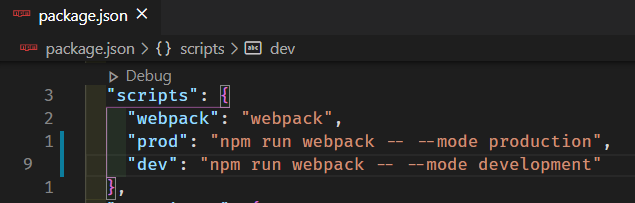 package.json ×
package.json > {} scripts > abc dev
Debug
3 "scripts": {
2 "webpack": "webpack",
1 "prod": "npm run webpack -- --mode production",
9 "dev": "npm run webpack -- --mode development"
1 },